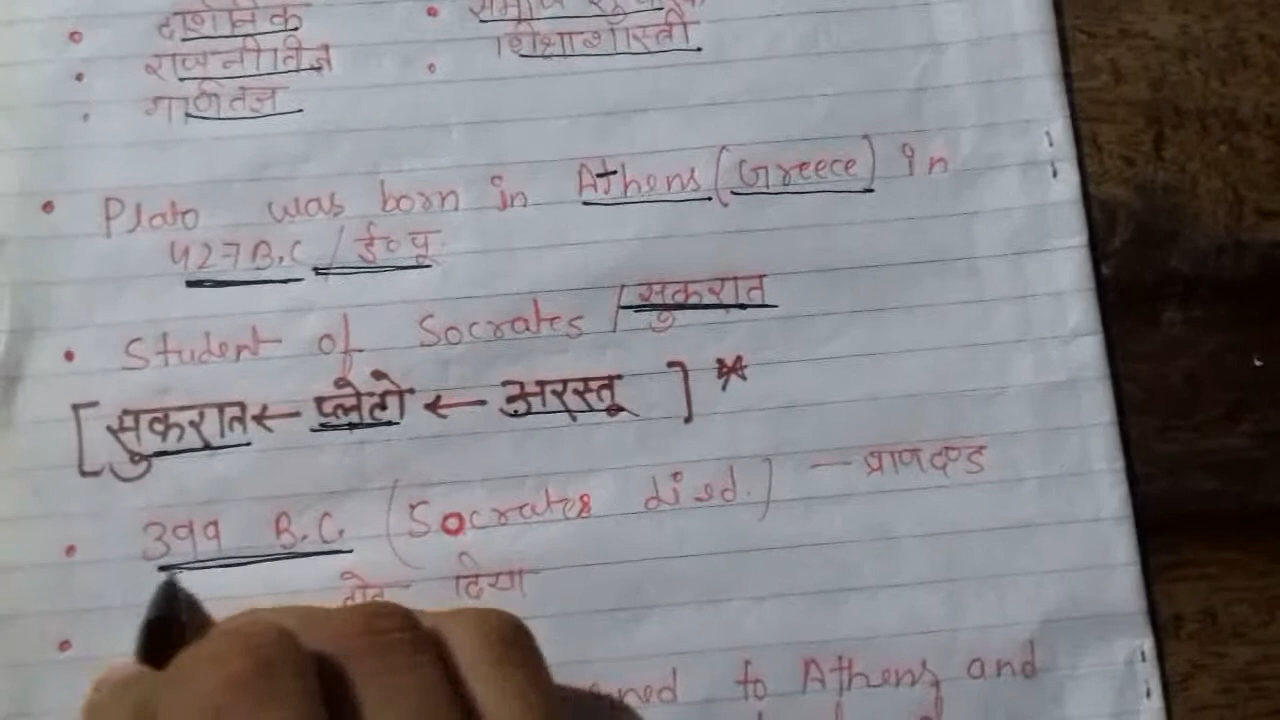 दार्शनिक
राजनीतिज्ञ
शिक्षाशास्त्री
गणितज्ञ
Plato was born in Athens (Greece) in
427 B.C / ई०पू
Student of Socrates / सुकरात
[सुकरात ← प्लेटो ← अरस्तू ] *
399 B.C. (Socrates died.) — प्राणदण्ड
दिया
to Athens and